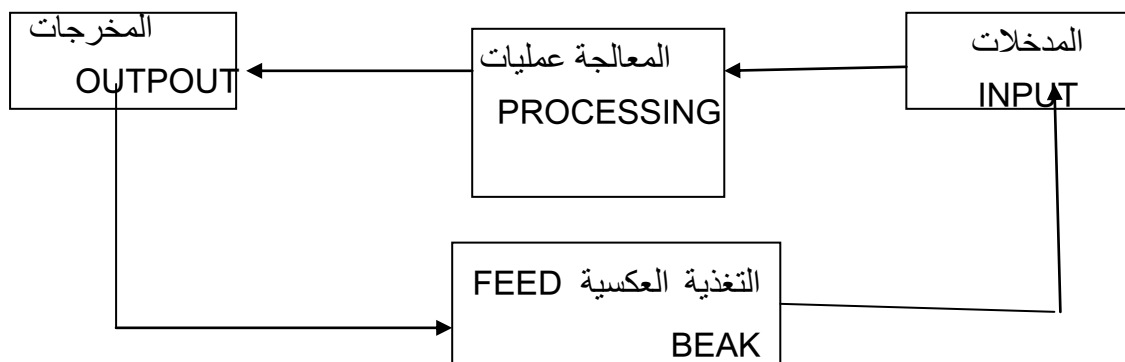 المدخلات
INPUT
المعالجة عمليات
PROCESSING
المخرجات
OUTPOUT
التغذية العكسية FEED
BEAK